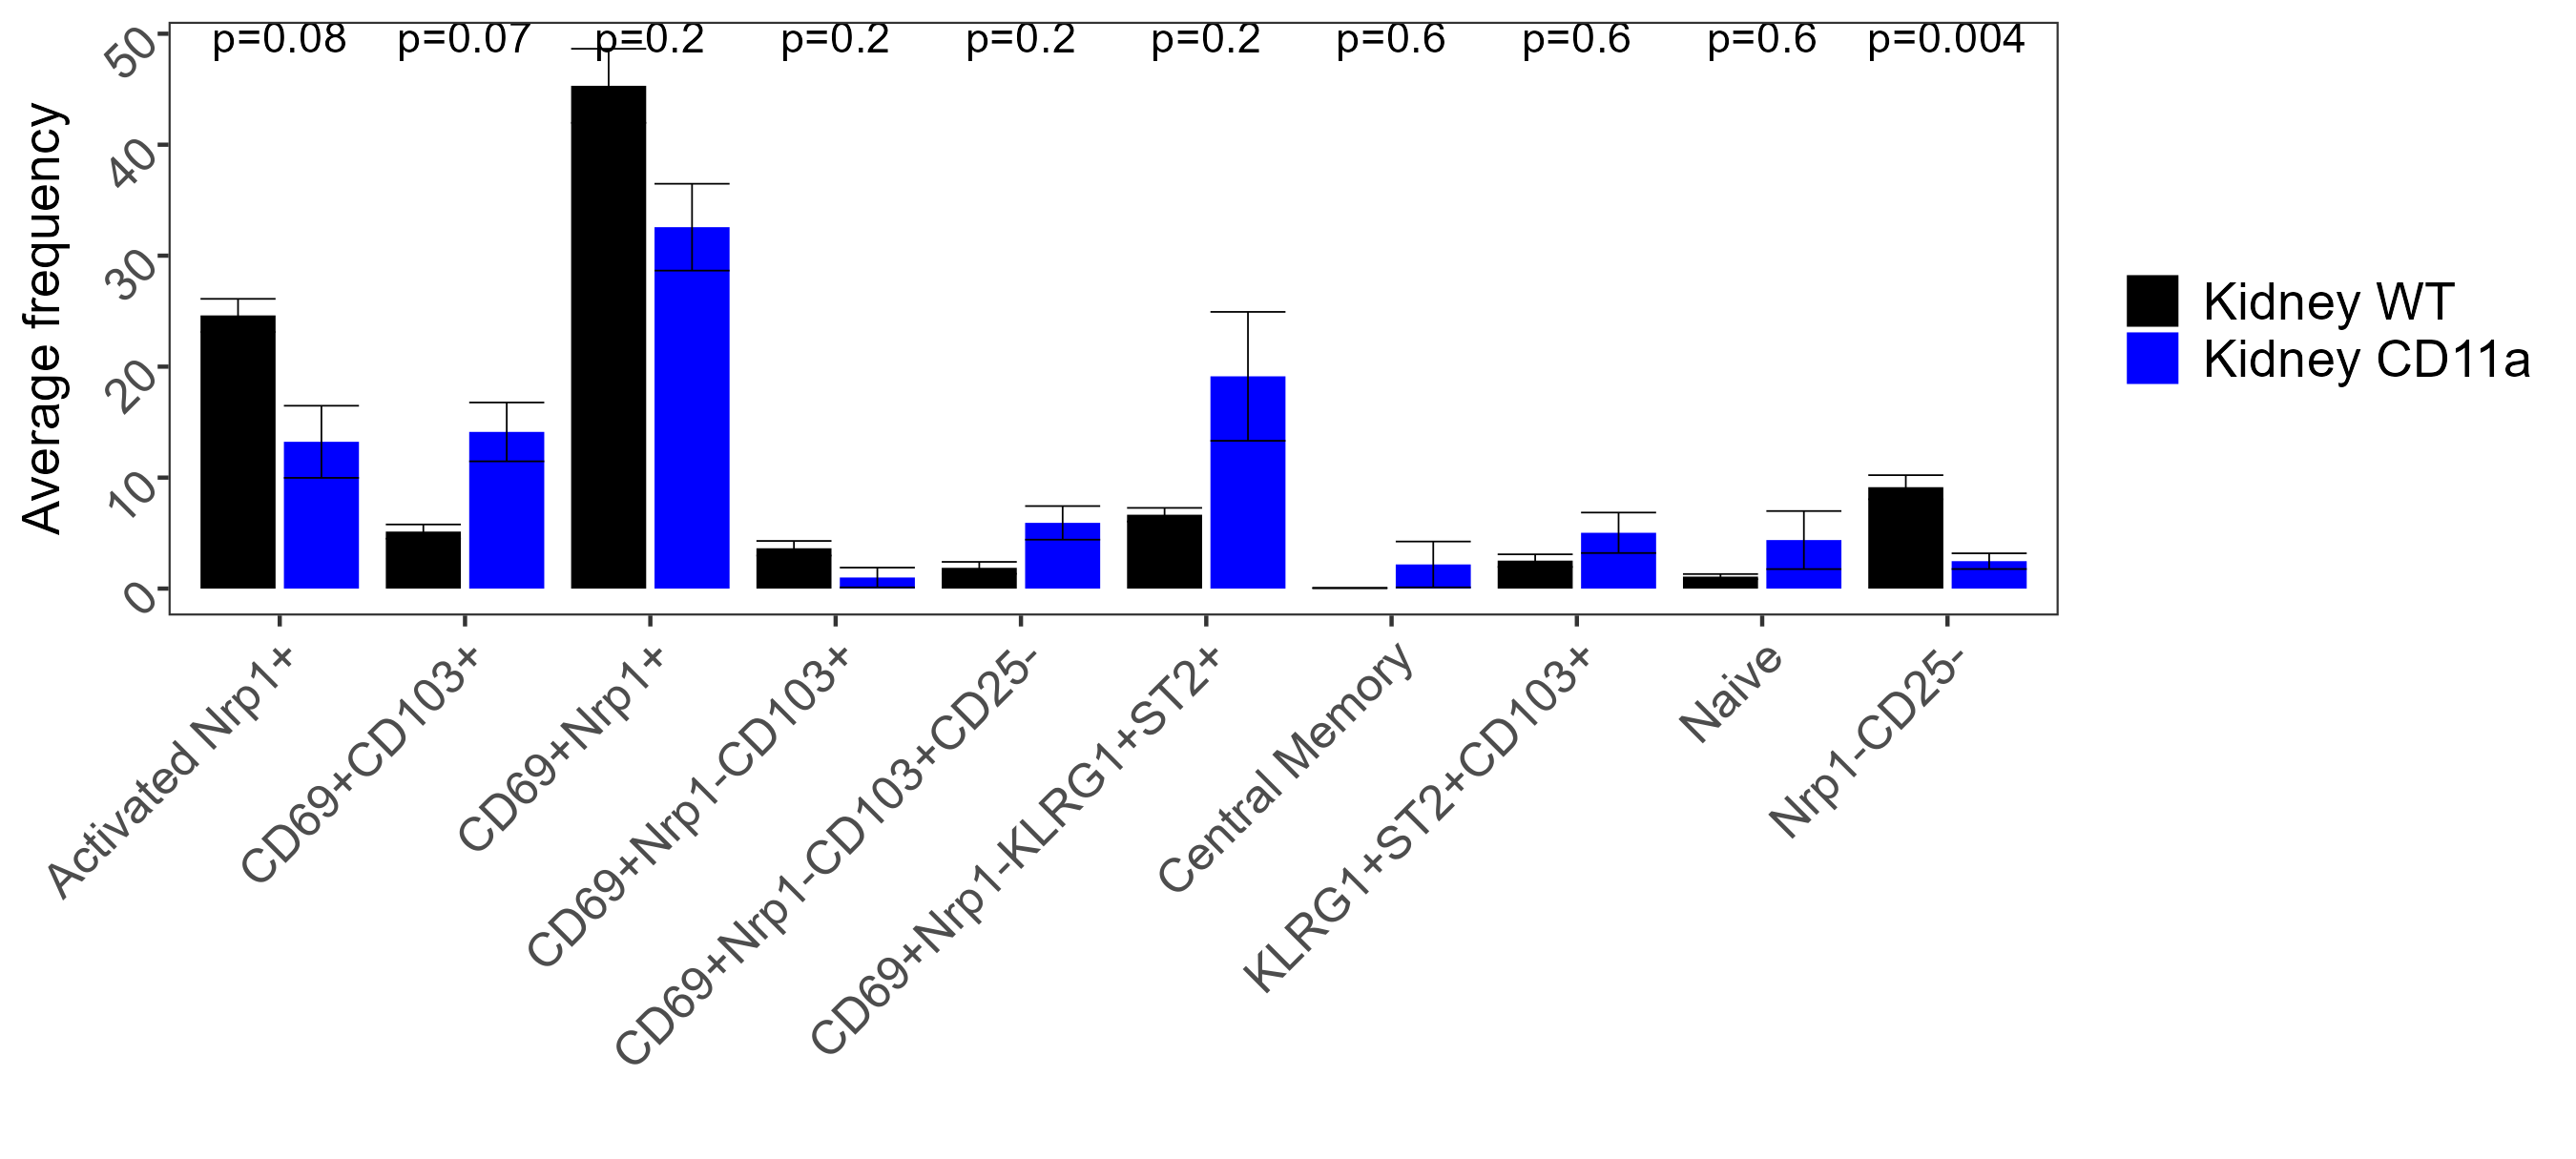 p=0.08 p=0.07 p=0.2 p=0.2 p=0.2 p=0.2 p=0.6 p=0.6 p=0.6 p=0.004
Average frequency
50
40
30
20
10
0
Activated Nrp1+
CD69+CD103+
CD69+Nrp1+
CD69+Nrp1-CD103+
CD69+Nrp1-CD103+CD25-
CD69+Nrp1-KLRG1+ST2+
Central Memory
KLRG1+ST2+CD103+
Naive
Nrp1-CD25-
Kidney WT
Kidney CD11a